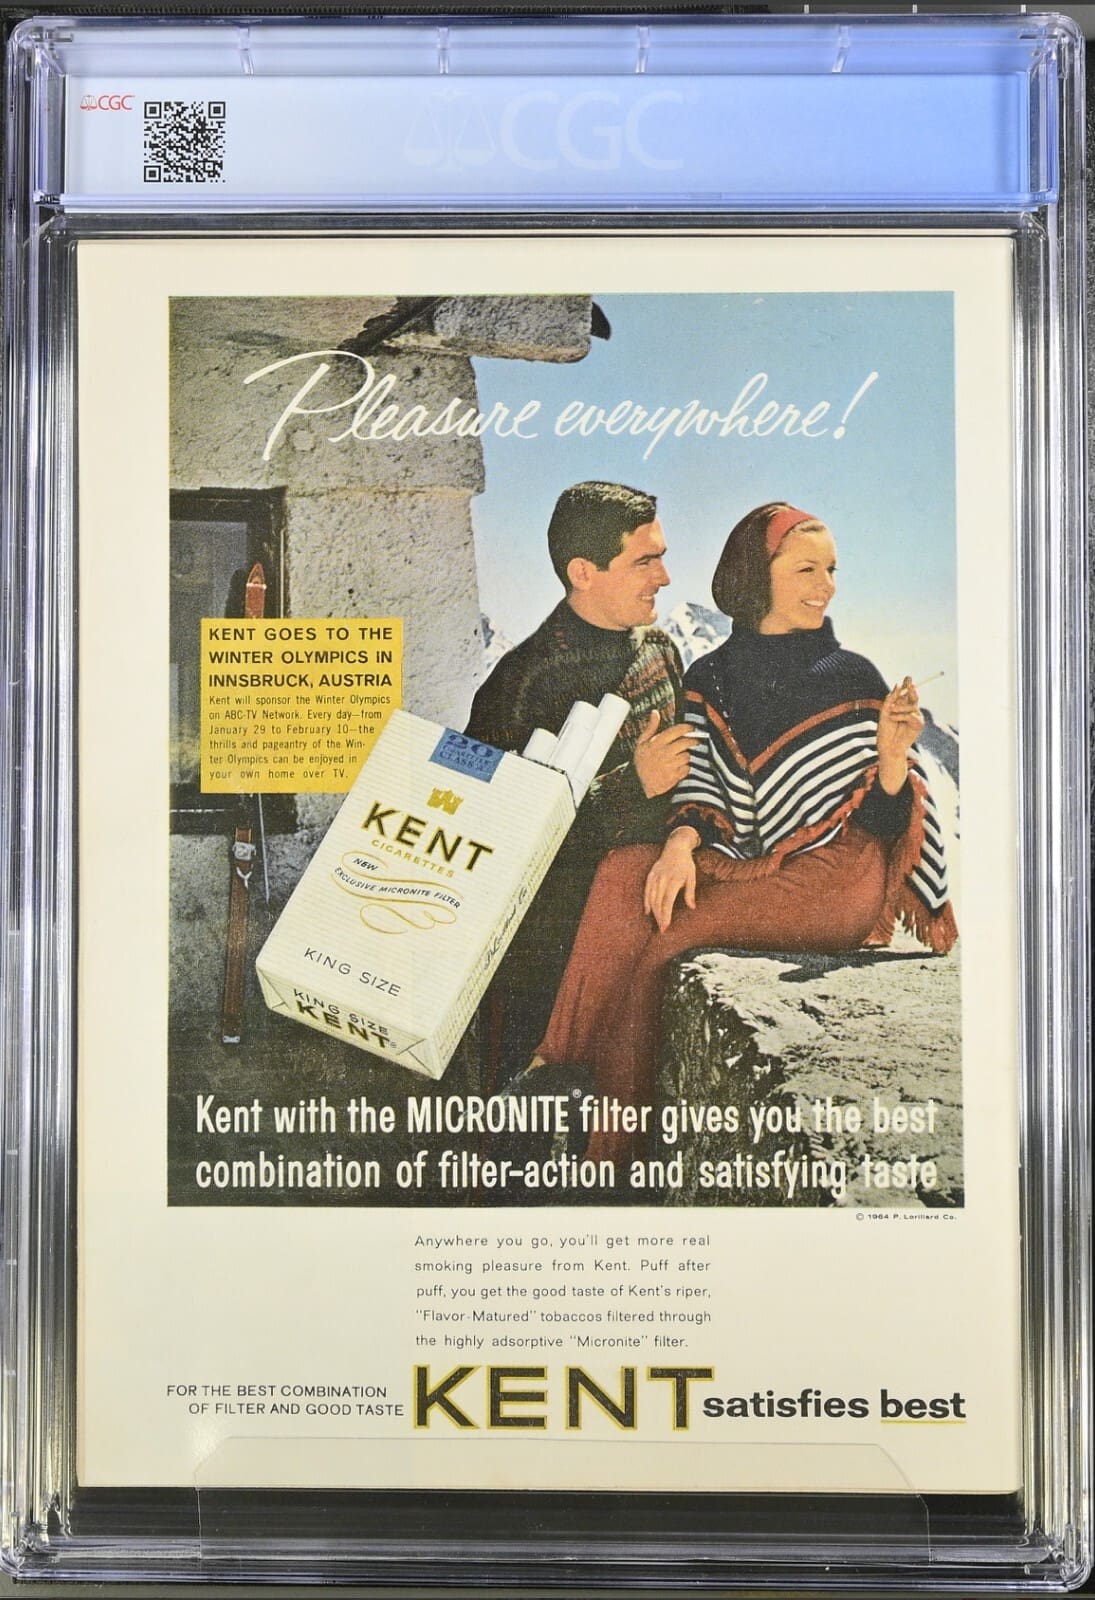 CGC
CGC
Pleasure everywhere!
KENT GOES TO THE
WINTER OLYMPICS IN
INNSBRUCK, AUSTRIA
Kent will sponsor the Winter Olympics
on ABC-TV Network. Every day—from
January 29 to February 10—the
thrills and pageantry of the Win-
ter Olympics can be enjoyed in
your own home over TV.
20
CIGARETTES
CLASS A
KENT
CIGARETTES
NEW
EXCLUSIVE MICRONITE FILTER
KING SIZE
KING SIZE
KENT®
Kent with the MICRONITE® filter gives you the best
combination of filter-action and satisfying taste
© 1964 P. Lorillard Co.
Anywhere you go, you'll get more real
smoking pleasure from Kent. Puff after
puff, you get the good taste of Kent's riper,
"Flavor-Matured" tobaccos filtered through
the highly adsorptive "Micronite" filter.
FOR THE BEST COMBINATION
OF FILTER AND GOOD TASTE
KENT satisfies best